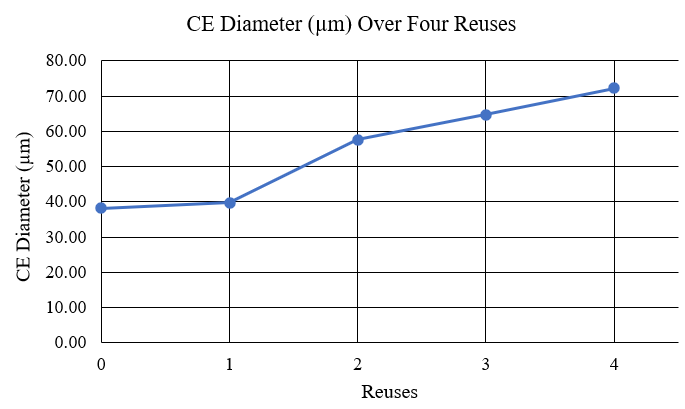 CE Diameter (µm) Over Four Reuses
80.00
70.00
60.00
50.00
40.00
30.00
20.00
10.00
0.00
CE Diameter (µm)
0 1 2 3 4
Reuses